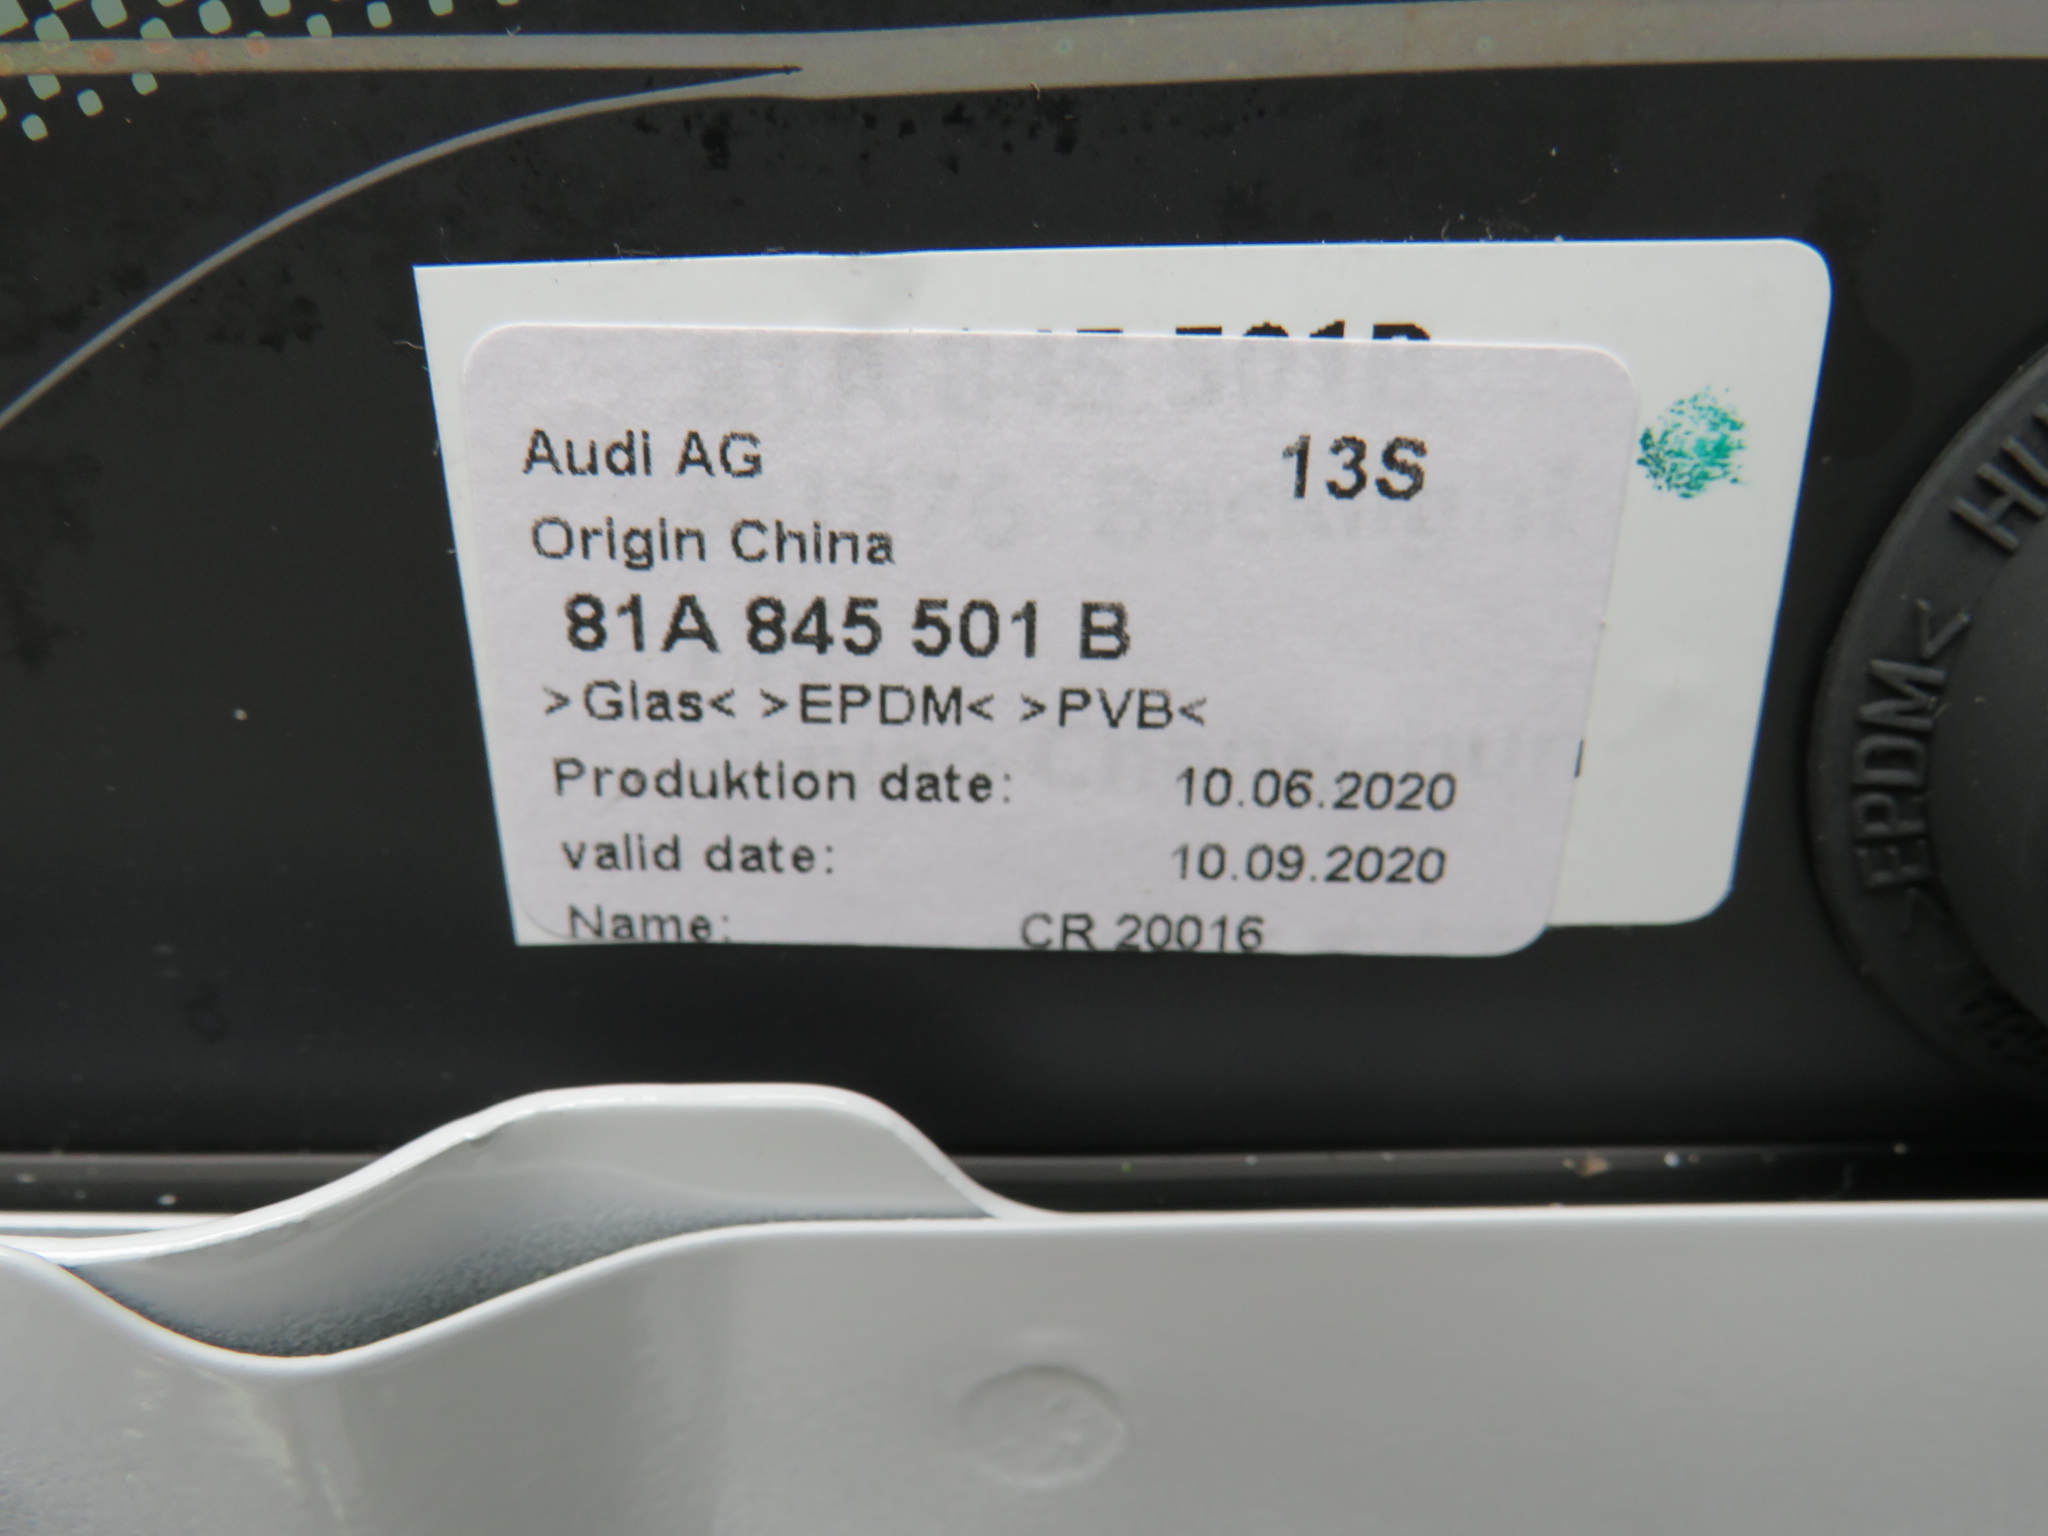 501B
Audi AG 13S
Origin China
81A 845 501 B
>Glas< >EPDM< >PVB<
Produktion date: 10.06.2020
valid date: 10.09.2020
Name: CR 20016
>EPDM<